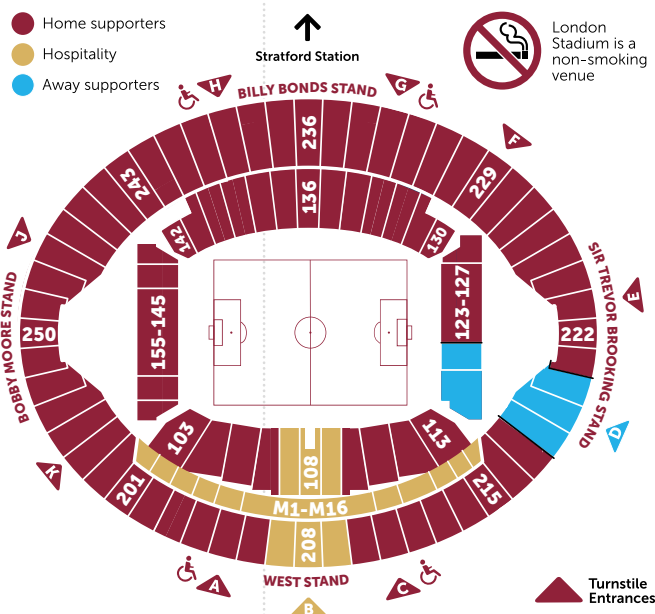 Home supporters
Hospitality
Away supporters
Stratford Station
London
Stadium is a
non-smoking
venue
H
BILLY BONDS STAND
G
F
236
243
229
136
142
130
J
E
SIR TREVOR BROOKING STAND
BOBBY MOORE STAND
250
155-145
123-127
222
D
103
113
108
K
201
215
M1-M16
208
A
WEST STAND
C
B
Turnstile
Entrances